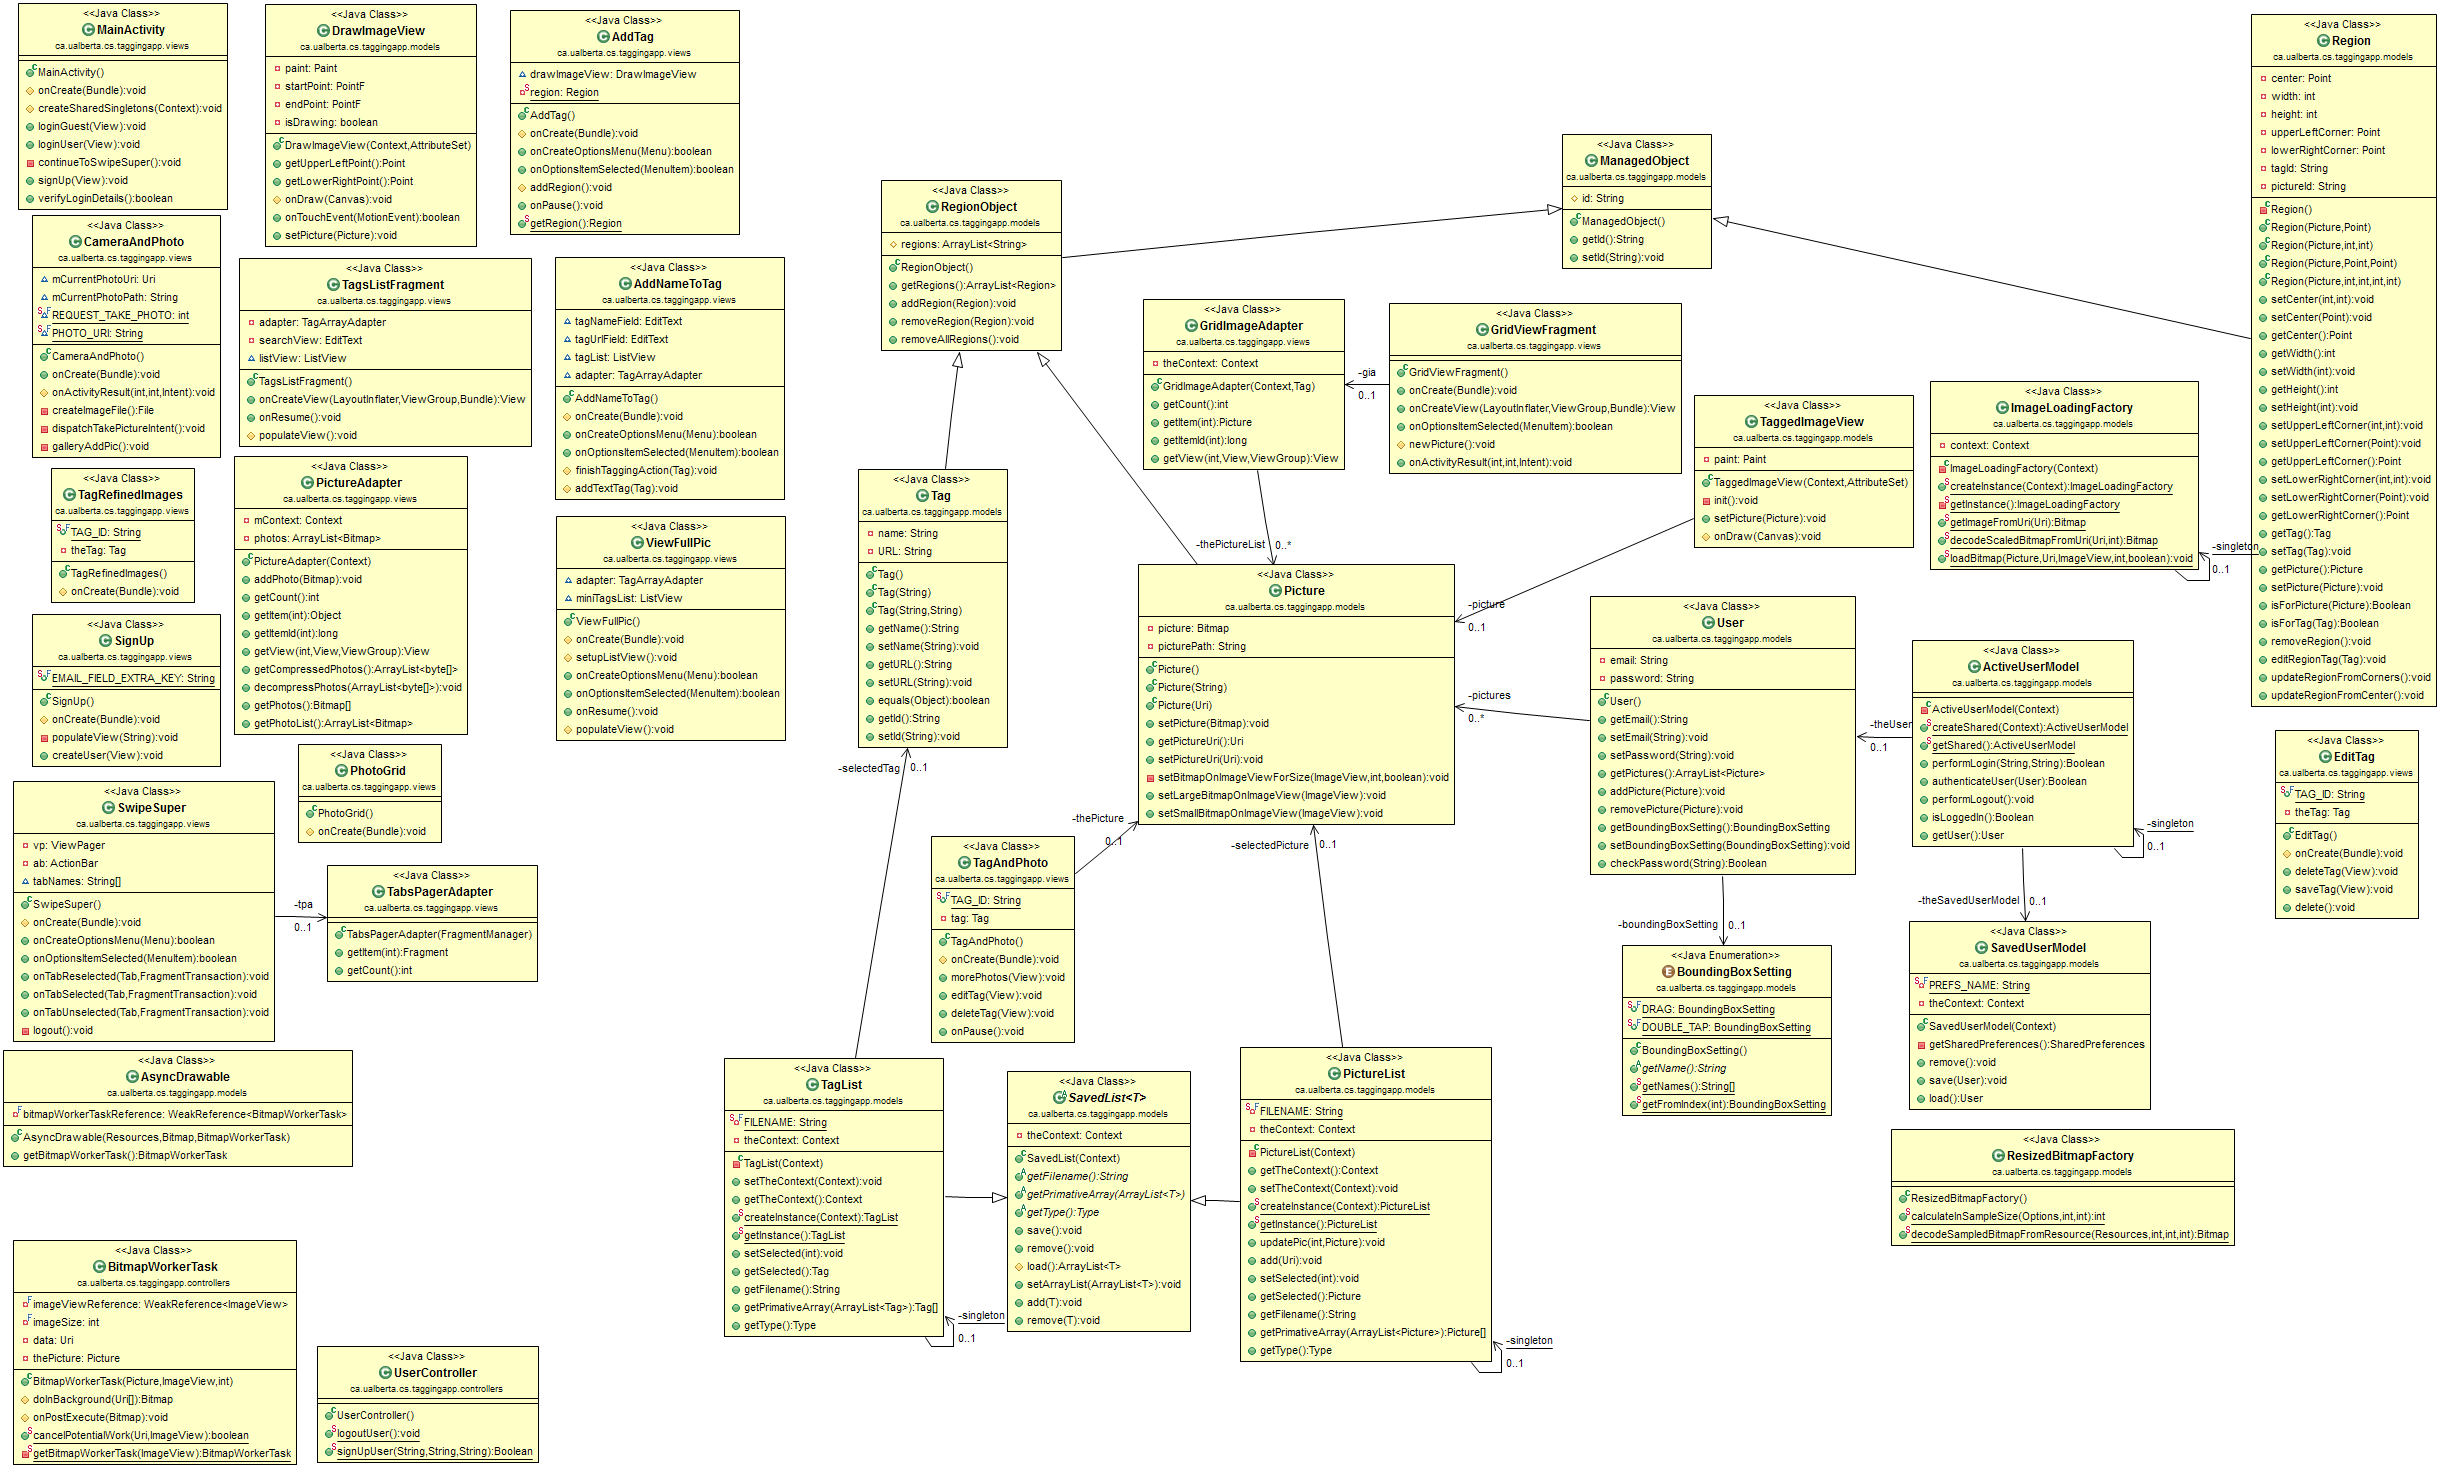 <<Java Class>>
MainActivity
ca.ualberta.cs.taggingapp.views
MainActivity()
onCreate(Bundle):void
createSharedSingletons(Context):void
loginGuest(View):void
loginUser(View):void
continueToSwipeSuper():void
signUp(View):void
verifyLoginDetails():boolean
<<Java Class>>
DrawImageView
ca.ualberta.cs.taggingapp.models
paint: Paint
startPoint: PointF
endPoint: PointF
isDrawing: boolean
DrawImageView(Context,AttributeSet)
getUpperLeftPoint():Point
getLowerRightPoint():Point
onDraw(Canvas):void
onTouchEvent(MotionEvent):boolean
setPicture(Picture):void
<<Java Class>>
AddTag
ca.ualberta.cs.taggingapp.views
drawImageView: DrawImageView
region: Region
AddTag()
onCreate(Bundle):void
onCreateOptionsMenu(Menu):boolean
onOptionsItemSelected(MenuItem):boolean
addRegion():void
onPause():void
getRegion():Region
<<Java Class>>
CameraAndPhoto
ca.ualberta.cs.taggingapp.views
mCurrentPhotoUri: Uri
mCurrentPhotoPath: String
REQUEST_TAKE_PHOTO: int
PHOTO_URI: String
CameraAndPhoto()
onCreate(Bundle):void
onActivityResult(int,int,Intent):void
createImageFile():File
dispatchTakePictureIntent():void
galleryAddPic():void
<<Java Class>>
TagsListFragment
ca.ualberta.cs.taggingapp.views
adapter: TagArrayAdapter
searchView: EditText
listView: ListView
TagsListFragment()
onCreateView(LayoutInflater,ViewGroup,Bundle):View
onResume():void
populateView():void
<<Java Class>>
AddNameToTag
ca.ualberta.cs.taggingapp.views
tagNameField: EditText
tagUrlField: EditText
tagList: ListView
adapter: TagArrayAdapter
AddNameToTag()
onCreate(Bundle):void
onCreateOptionsMenu(Menu):boolean
onOptionsItemSelected(MenuItem):boolean
finishTaggingAction(Tag):void
addTextTag(Tag):void
<<Java Class>>
TagRefinedImages
ca.ualberta.cs.taggingapp.views
TAG_ID: String
theTag: Tag
TagRefinedImages()
onCreate(Bundle):void
<<Java Class>>
PictureAdapter
ca.ualberta.cs.taggingapp.views
mContext: Context
photos: ArrayList<Bitmap>
PictureAdapter(Context)
addPhoto(Bitmap):void
getCount():int
getItem(int):Object
getItemId(int):long
getView(int,View,ViewGroup):View
getCompressedPhotos():ArrayList<byte[]>
decompressPhotos(ArrayList<byte[]>):void
getPhotos():Bitmap[]
getPhotoList():ArrayList<Bitmap>
<<Java Class>>
ViewFullPic
ca.ualberta.cs.taggingapp.views
adapter: TagArrayAdapter
miniTagsList: ListView
ViewFullPic()
onCreate(Bundle):void
setupListView():void
onCreateOptionsMenu(Menu):boolean
onOptionsItemSelected(MenuItem):boolean
onResume():void
populateView():void
<<Java Class>>
SignUp
ca.ualberta.cs.taggingapp.views
EMAIL_FIELD_EXTRA_KEY: String
SignUp()
onCreate(Bundle):void
populateView(String):void
createUser(View):void
<<Java Class>>
PhotoGrid
ca.ualberta.cs.taggingapp.views
PhotoGrid()
onCreate(Bundle):void
<<Java Class>>
SwipeSuper
ca.ualberta.cs.taggingapp.views
vp: ViewPager
ab: ActionBar
tabNames: String[]
SwipeSuper()
onCreate(Bundle):void
onCreateOptionsMenu(Menu):boolean
onOptionsItemSelected(MenuItem):boolean
onTabReselected(Tab,FragmentTransaction):void
onTabSelected(Tab,FragmentTransaction):void
onTabUnselected(Tab,FragmentTransaction):void
logout():void
-tpa
0..1
<<Java Class>>
TabsPagerAdapter
ca.ualberta.cs.taggingapp.views
TabsPagerAdapter(FragmentManager)
getItem(int):Fragment
getCount():int
<<Java Class>>
AsyncDrawable
ca.ualberta.cs.taggingapp.models
bitmapWorkerTaskReference: WeakReference<BitmapWorkerTask>
AsyncDrawable(Resources,Bitmap,BitmapWorkerTask)
getBitmapWorkerTask():BitmapWorkerTask
<<Java Class>>
BitmapWorkerTask
ca.ualberta.cs.taggingapp.controllers
imageViewReference: WeakReference<ImageView>
imageSize: int
data: Uri
thePicture: Picture
BitmapWorkerTask(Picture,ImageView,int)
doInBackground(Uri[]):Bitmap
onPostExecute(Bitmap):void
cancelPotentialWork(Uri,ImageView):boolean
getBitmapWorkerTask(ImageView):BitmapWorkerTask
<<Java Class>>
UserController
ca.ualberta.cs.taggingapp.controllers
UserController()
logoutUser():void
signUpUser(String,String,String):Boolean
<<Java Class>>
RegionObject
ca.ualberta.cs.taggingapp.models
regions: ArrayList<String>
RegionObject()
getRegions():ArrayList<Region>
addRegion(Region):void
removeRegion(Region):void
removeAllRegions():void
<<Java Class>>
ManagedObject
ca.ualberta.cs.taggingapp.models
id: String
ManagedObject()
getId():String
setId(String):void
<<Java Class>>
Region
ca.ualberta.cs.taggingapp.models
center: Point
width: int
height: int
upperLeftCorner: Point
lowerRightCorner: Point
tagId: String
pictureId: String
Region()
Region(Picture,Point)
Region(Picture,int,int)
Region(Picture,Point,Point)
Region(Picture,int,int,int,int)
setCenter(int,int):void
setCenter(Point):void
getCenter():Point
getWidth():int
setWidth(int):void
getHeight():int
setHeight(int):void
setUpperLeftCorner(int,int):void
setUpperLeftCorner(Point):void
getUpperLeftCorner():Point
setLowerRightCorner(int,int):void
setLowerRightCorner(Point):void
getLowerRightCorner():Point
getTag():Tag
setTag(Tag):void
getPicture():Picture
setPicture(Picture):void
isForPicture(Picture):Boolean
isForTag(Tag):Boolean
removeRegion():void
editRegionTag(Tag):void
updateRegionFromCorners():void
updateRegionFromCenter():void
<<Java Class>>
GridImageAdapter
ca.ualberta.cs.taggingapp.views
theContext: Context
GridImageAdapter(Context,Tag)
getCount():int
getItem(int):Picture
getItemId(int):long
getView(int,View,ViewGroup):View
-gia
0..1
<<Java Class>>
GridViewFragment
ca.ualberta.cs.taggingapp.views
GridViewFragment()
onCreate(Bundle):void
onCreateView(LayoutInflater,ViewGroup,Bundle):View
onOptionsItemSelected(MenuItem):boolean
newPicture():void
onActivityResult(int,int,Intent):void
<<Java Class>>
TaggedImageView
ca.ualberta.cs.taggingapp.models
paint: Paint
TaggedImageView(Context,AttributeSet)
init():void
setPicture(Picture):void
onDraw(Canvas):void
<<Java Class>>
ImageLoadingFactory
ca.ualberta.cs.taggingapp.models
context: Context
ImageLoadingFactory(Context)
createInstance(Context):ImageLoadingFactory
getInstance():ImageLoadingFactory
getImageFromUri(Uri):Bitmap
decodeScaledBitmapFromUri(Uri,int):Bitmap
loadBitmap(Picture,Uri,ImageView,int,boolean):void
-singleton
0..1
<<Java Class>>
Tag
ca.ualberta.cs.taggingapp.models
name: String
URL: String
Tag()
Tag(String)
Tag(String,String)
getName():String
setName(String):void
getURL():String
setURL(String):void
equals(Object):boolean
getId():String
setId(String):void
-selectedTag
0..1
-thePictureList
0..*
<<Java Class>>
Picture
ca.ualberta.cs.taggingapp.models
picture: Bitmap
picturePath: String
Picture()
Picture(String)
Picture(Uri)
setPicture(Bitmap):void
getPictureUri():Uri
setPictureUri(Uri):void
setBitmapOnImageViewForSize(ImageView,int,boolean):void
setLargeBitmapOnImageView(ImageView):void
setSmallBitmapOnImageView(ImageView):void
-picture
0..1
-pictures
0..*
<<Java Class>>
User
ca.ualberta.cs.taggingapp.models
email: String
password: String
User()
getEmail():String
setEmail(String):void
setPassword(String):void
getPictures():ArrayList<Picture>
addPicture(Picture):void
removePicture(Picture):void
getBoundingBoxSetting():BoundingBoxSetting
setBoundingBoxSetting(BoundingBoxSetting):void
checkPassword(String):Boolean
-theUser
0..1
<<Java Class>>
ActiveUserModel
ca.ualberta.cs.taggingapp.models
ActiveUserModel(Context)
createShared(Context):ActiveUserModel
getShared():ActiveUserModel
performLogin(String,String):Boolean
authenticateUser(User):Boolean
performLogout():void
isLoggedIn():Boolean
getUser():User
-singleton
0..1
<<Java Class>>
EditTag
ca.ualberta.cs.taggingapp.views
TAG_ID: String
theTag: Tag
EditTag()
onCreate(Bundle):void
deleteTag(View):void
saveTag(View):void
delete():void
-thePicture
0..1
-selectedPicture
0..1
<<Java Class>>
TagAndPhoto
ca.ualberta.cs.taggingapp.views
TAG_ID: String
tag: Tag
TagAndPhoto()
onCreate(Bundle):void
morePhotos(View):void
editTag(View):void
deleteTag(View):void
onPause():void
-boundingBoxSetting
0..1
<<Java Enumeration>>
BoundingBoxSetting
ca.ualberta.cs.taggingapp.models
DRAG: BoundingBoxSetting
DOUBLE_TAP: BoundingBoxSetting
BoundingBoxSetting()
getName():String
getNames():String[]
getFromIndex(int):BoundingBoxSetting
-theSavedUserModel
0..1
<<Java Class>>
SavedUserModel
ca.ualberta.cs.taggingapp.models
PREFS_NAME: String
theContext: Context
SavedUserModel(Context)
getSharedPreferences():SharedPreferences
remove():void
save(User):void
load():User
<<Java Class>>
TagList
ca.ualberta.cs.taggingapp.models
FILENAME: String
theContext: Context
TagList(Context)
setTheContext(Context):void
getTheContext():Context
createInstance(Context):TagList
getInstance():TagList
setSelected(int):void
getSelected():Tag
getFilename():String
getPrimativeArray(ArrayList<Tag>):Tag[]
getType():Type
-singleton
0..1
<<Java Class>>
SavedList<T>
ca.ualberta.cs.taggingapp.models
theContext: Context
SavedList(Context)
getFilename():String
getPrimativeArray(ArrayList<T>)
getType():Type
save():void
remove():void
load():ArrayList<T>
setArrayList(ArrayList<T>):void
add(T):void
remove(T):void
<<Java Class>>
PictureList
ca.ualberta.cs.taggingapp.models
FILENAME: String
theContext: Context
PictureList(Context)
getTheContext():Context
setTheContext(Context):void
createInstance(Context):PictureList
getInstance():PictureList
updatePic(int,Picture):void
add(Uri):void
setSelected(int):void
getSelected():Picture
getFilename():String
getPrimativeArray(ArrayList<Picture>):Picture[]
getType():Type
-singleton
0..1
<<Java Class>>
ResizedBitmapFactory
ca.ualberta.cs.taggingapp.models
ResizedBitmapFactory()
calculateInSampleSize(Options,int,int):int
decodeSampledBitmapFromResource(Resources,int,int,int):Bitmap